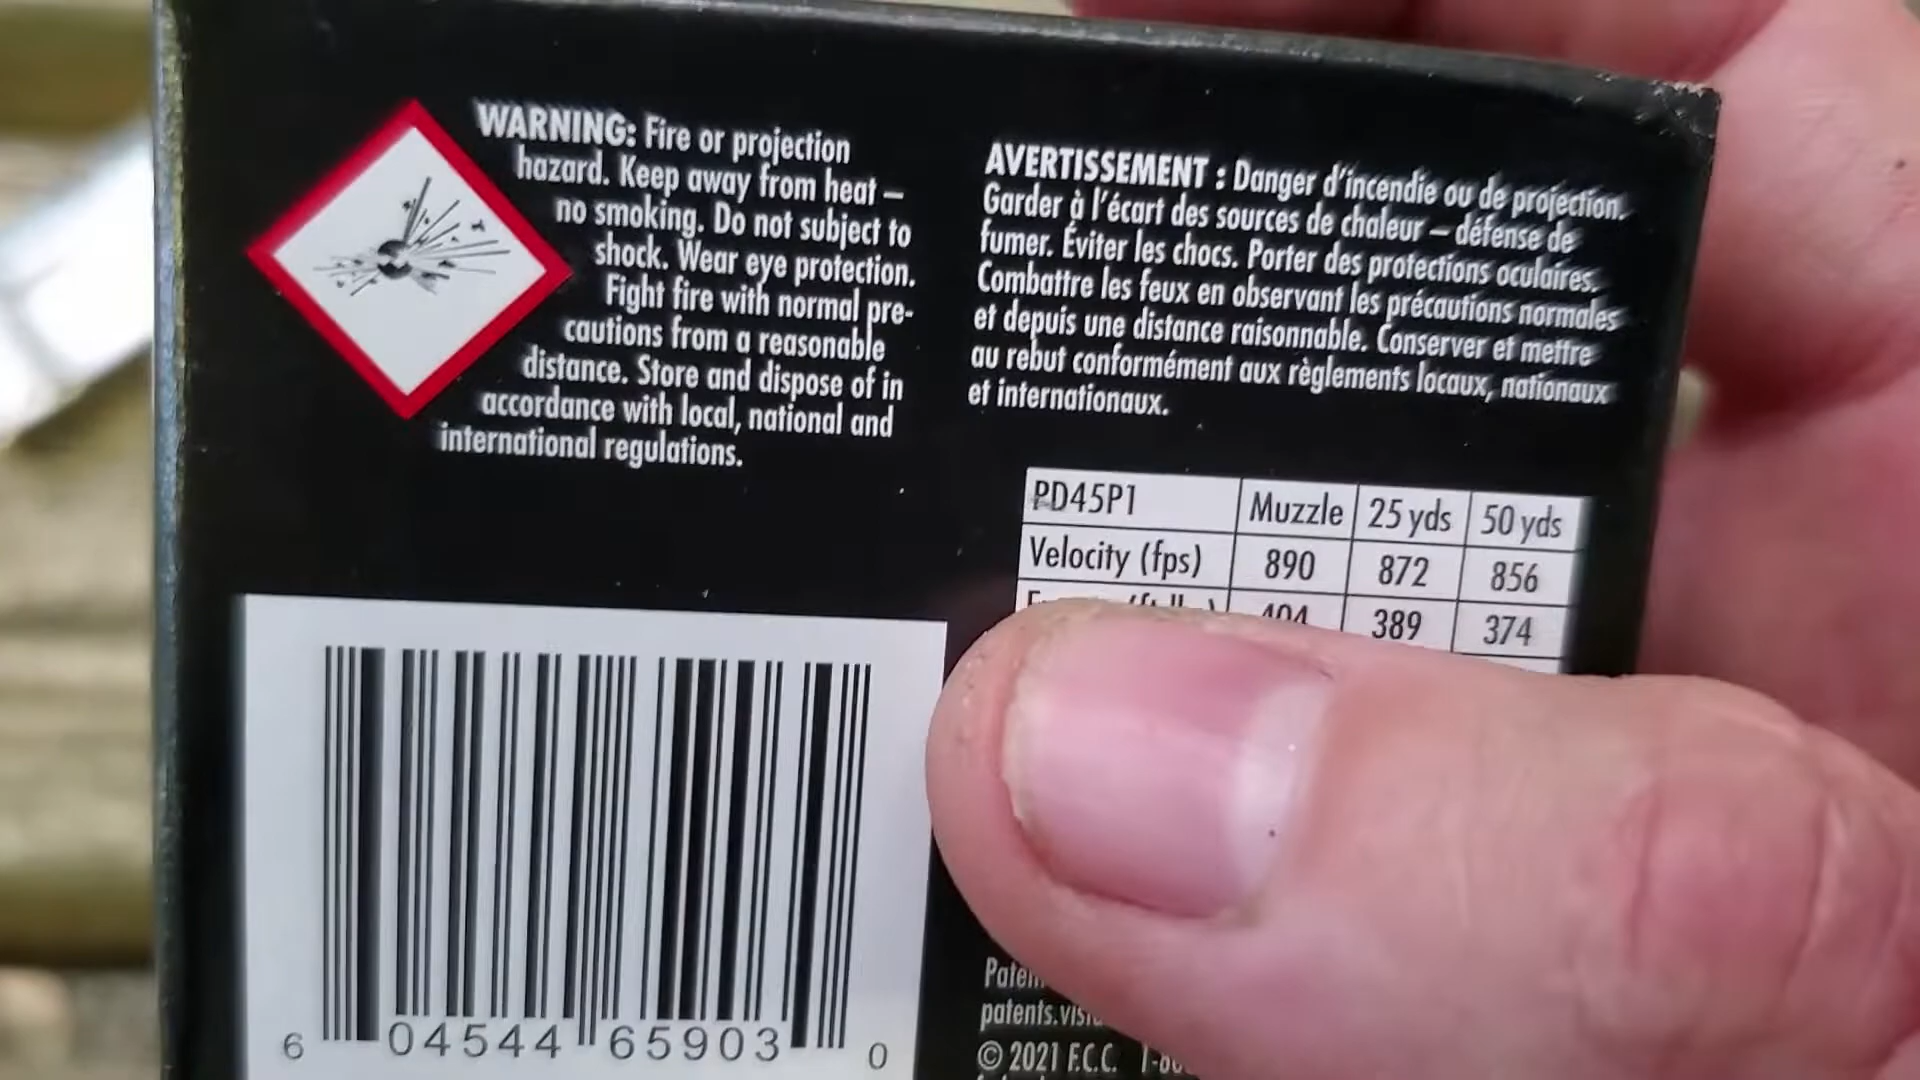 WARNING: Fire or projection
hazard. Keep away from heat –
no smoking. Do not subject to
shock. Wear eye protection.
Fight fire with normal pre-
cautions from a reasonable
distance. Store and dispose of in
accordance with local, national and
international regulations.
AVERTISSEMENT : Danger d'incendie ou de projection.
Garder à l'écart des sources de chaleur – défense de
fumer. Éviter les chocs. Porter des protections oculaires.
Combattre les feux en observant les précautions normales
et depuis une distance raisonnable. Conserver et mettre
au rebut conformément aux règlements locaux, nationaux
et internationaux.
PD45P1 Muzzle 25 yds 50 yds
Velocity (fps) 890 872 856
404 389 374
6 04544 65903 0
© 2021 F.C.C.